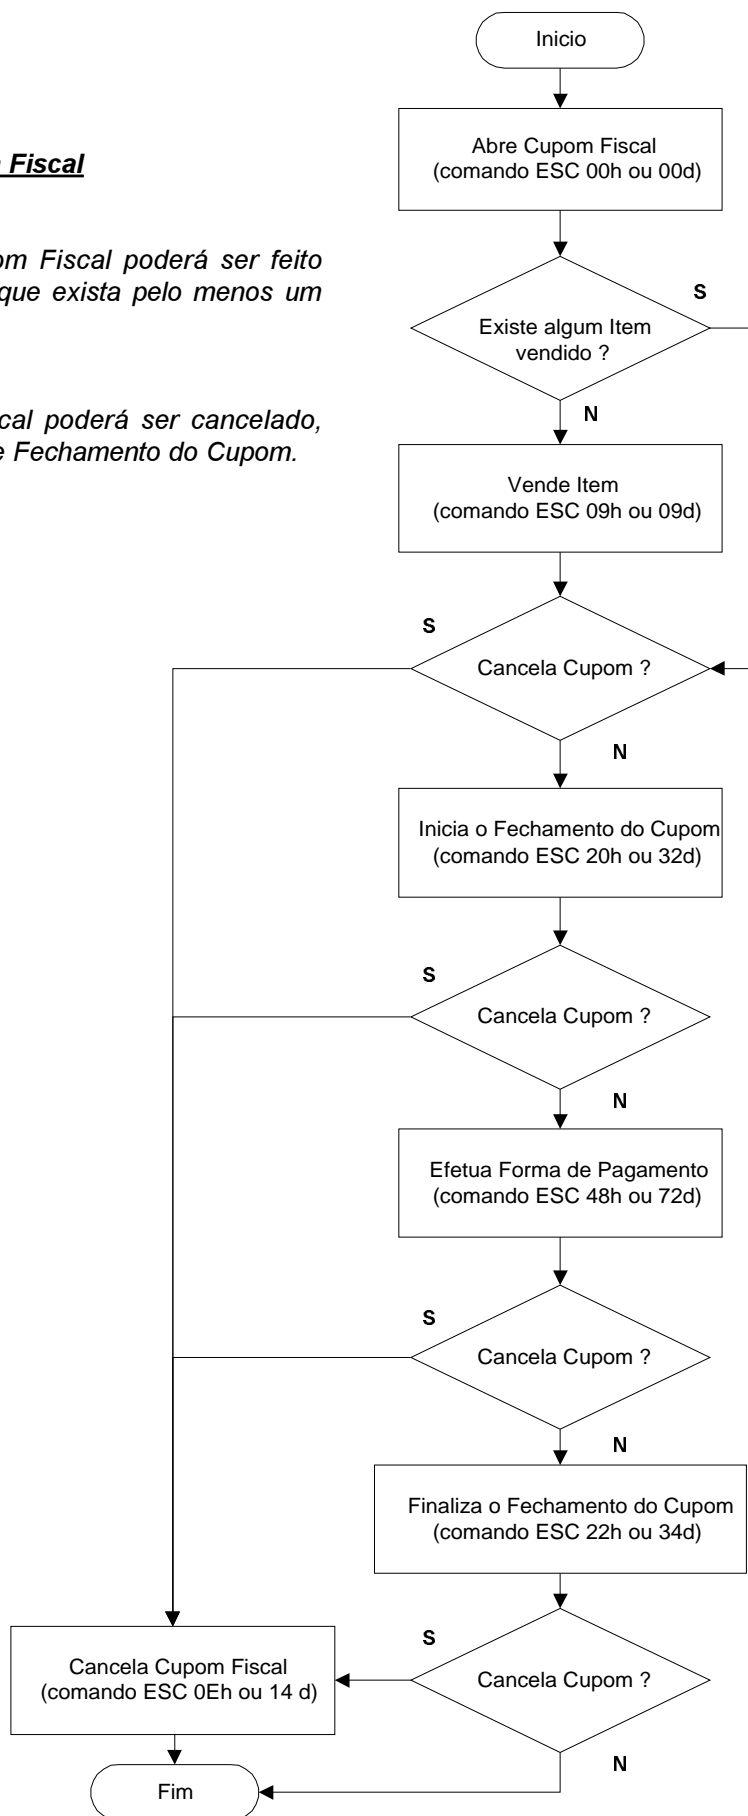 Inicio
Abre Cupom Fiscal
(comando ESC 00h ou 00d)
Fiscal
Fiscal poderá ser feito
que exista pelo menos um
S
Existe algum Item
vendido ?
N
poderá ser cancelado,
Fechamento do Cupom.
Vende Item
(comando ESC 09h ou 09d)
S
Cancela Cupom ?
N
Inicia o Fechamento do Cupom
(comando ESC 20h ou 32d)
S
Cancela Cupom ?
N
Efetua Forma de Pagamento
(comando ESC 48h ou 72d)
S
Cancela Cupom ?
N
Finaliza o Fechamento do Cupom
(comando ESC 22h ou 34d)
S
Cancela Cupom ?
Cancela Cupom Fiscal
(comando ESC 0Eh ou 14 d)
N
Fim